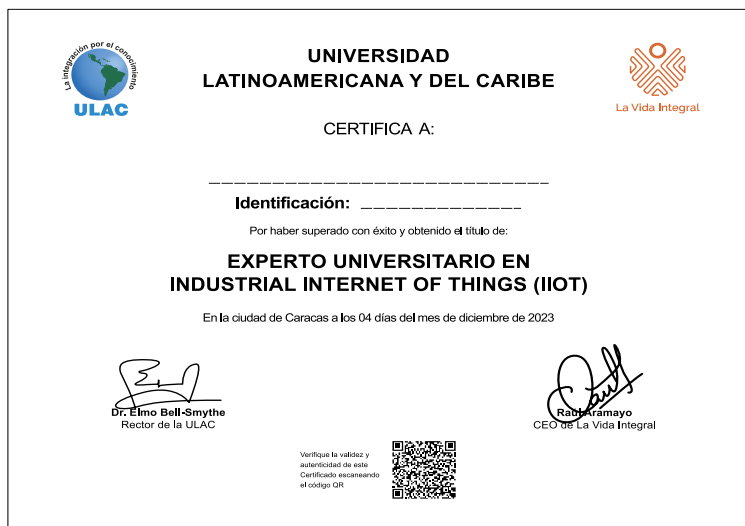 La integración por el conocimiento
ULAC
UNIVERSIDAD
LATINOAMERICANA Y DEL CARIBE
La Vida Integral
CERTIFICA A:
Identificación:
Por haber superado con éxito y obtenido el título de:
EXPERTO UNIVERSITARIO EN
INDUSTRIAL INTERNET OF THINGS (IIOT)
En la ciudad de Caracas a los 04 días del mes de diciembre de 2023
Dr. Elmo Bell-Smythe
Rector de la ULAC
Raúl Aramayo
CEO de La Vida Integral
Verifique la validez y
autenticidad de este
Certificado escaneando
el código QR